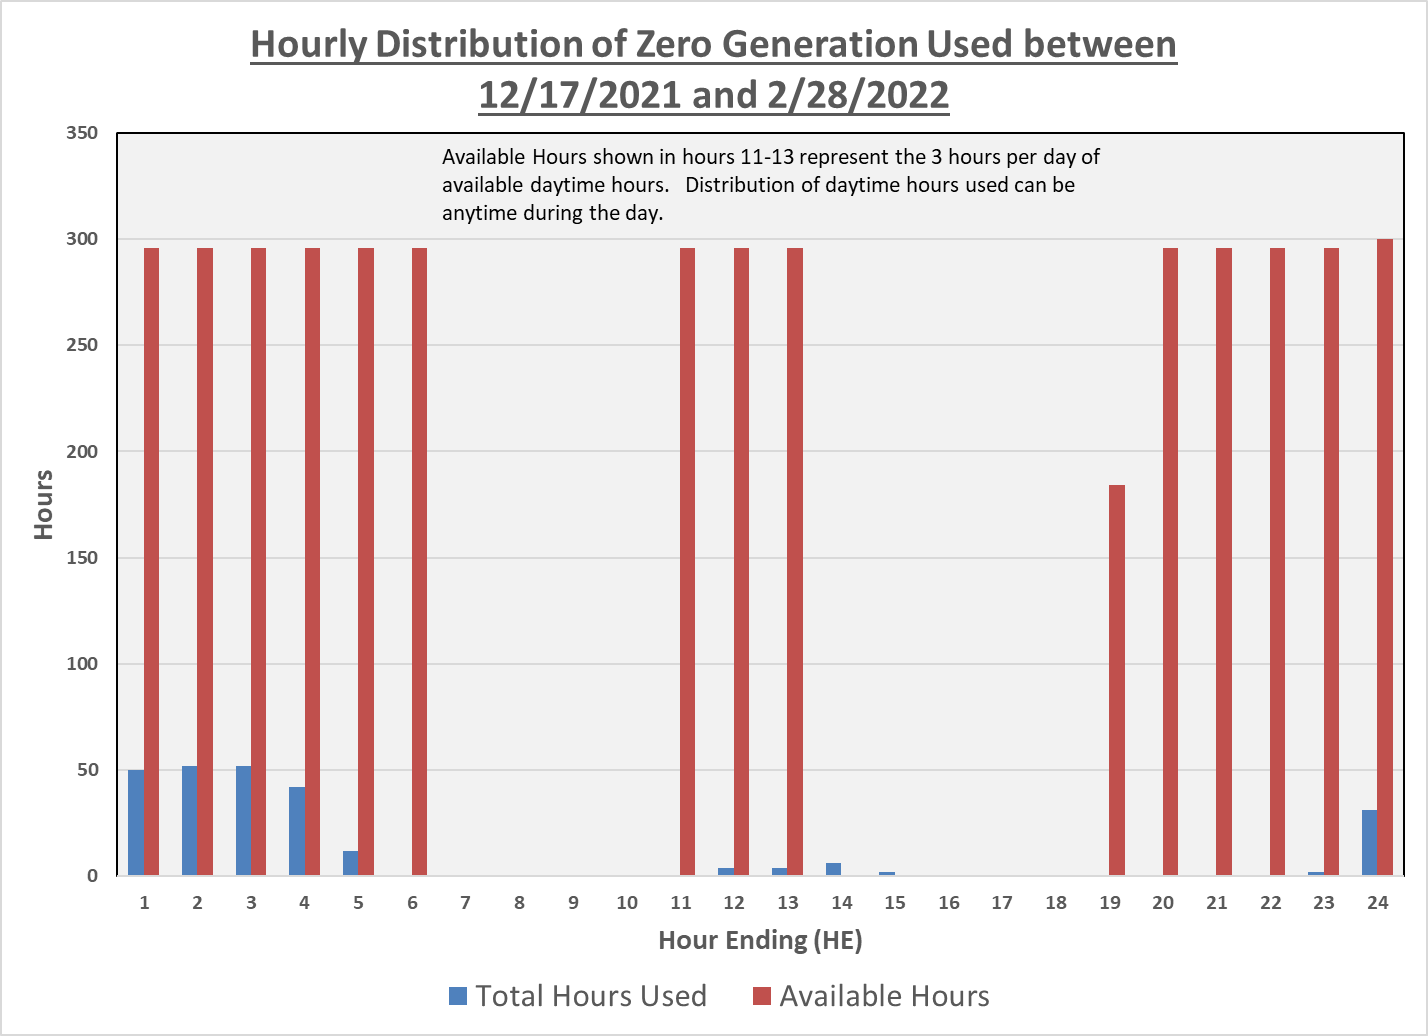 Hourly Distribution of Zero Generation Used between
12/17/2021 and 2/28/2022
350
Available Hours shown in hours 11-13 represent the 3 hours per day of
available daytime hours.   Distribution of daytime hours used can be
anytime during the day.
300
250
200
150
100
50
0
Hours
1 2 3 4 5 6 7 8 9 10 11 12 13 14 15 16 17 18 19 20 21 22 23 24
Hour Ending (HE)
Total Hours Used Available Hours